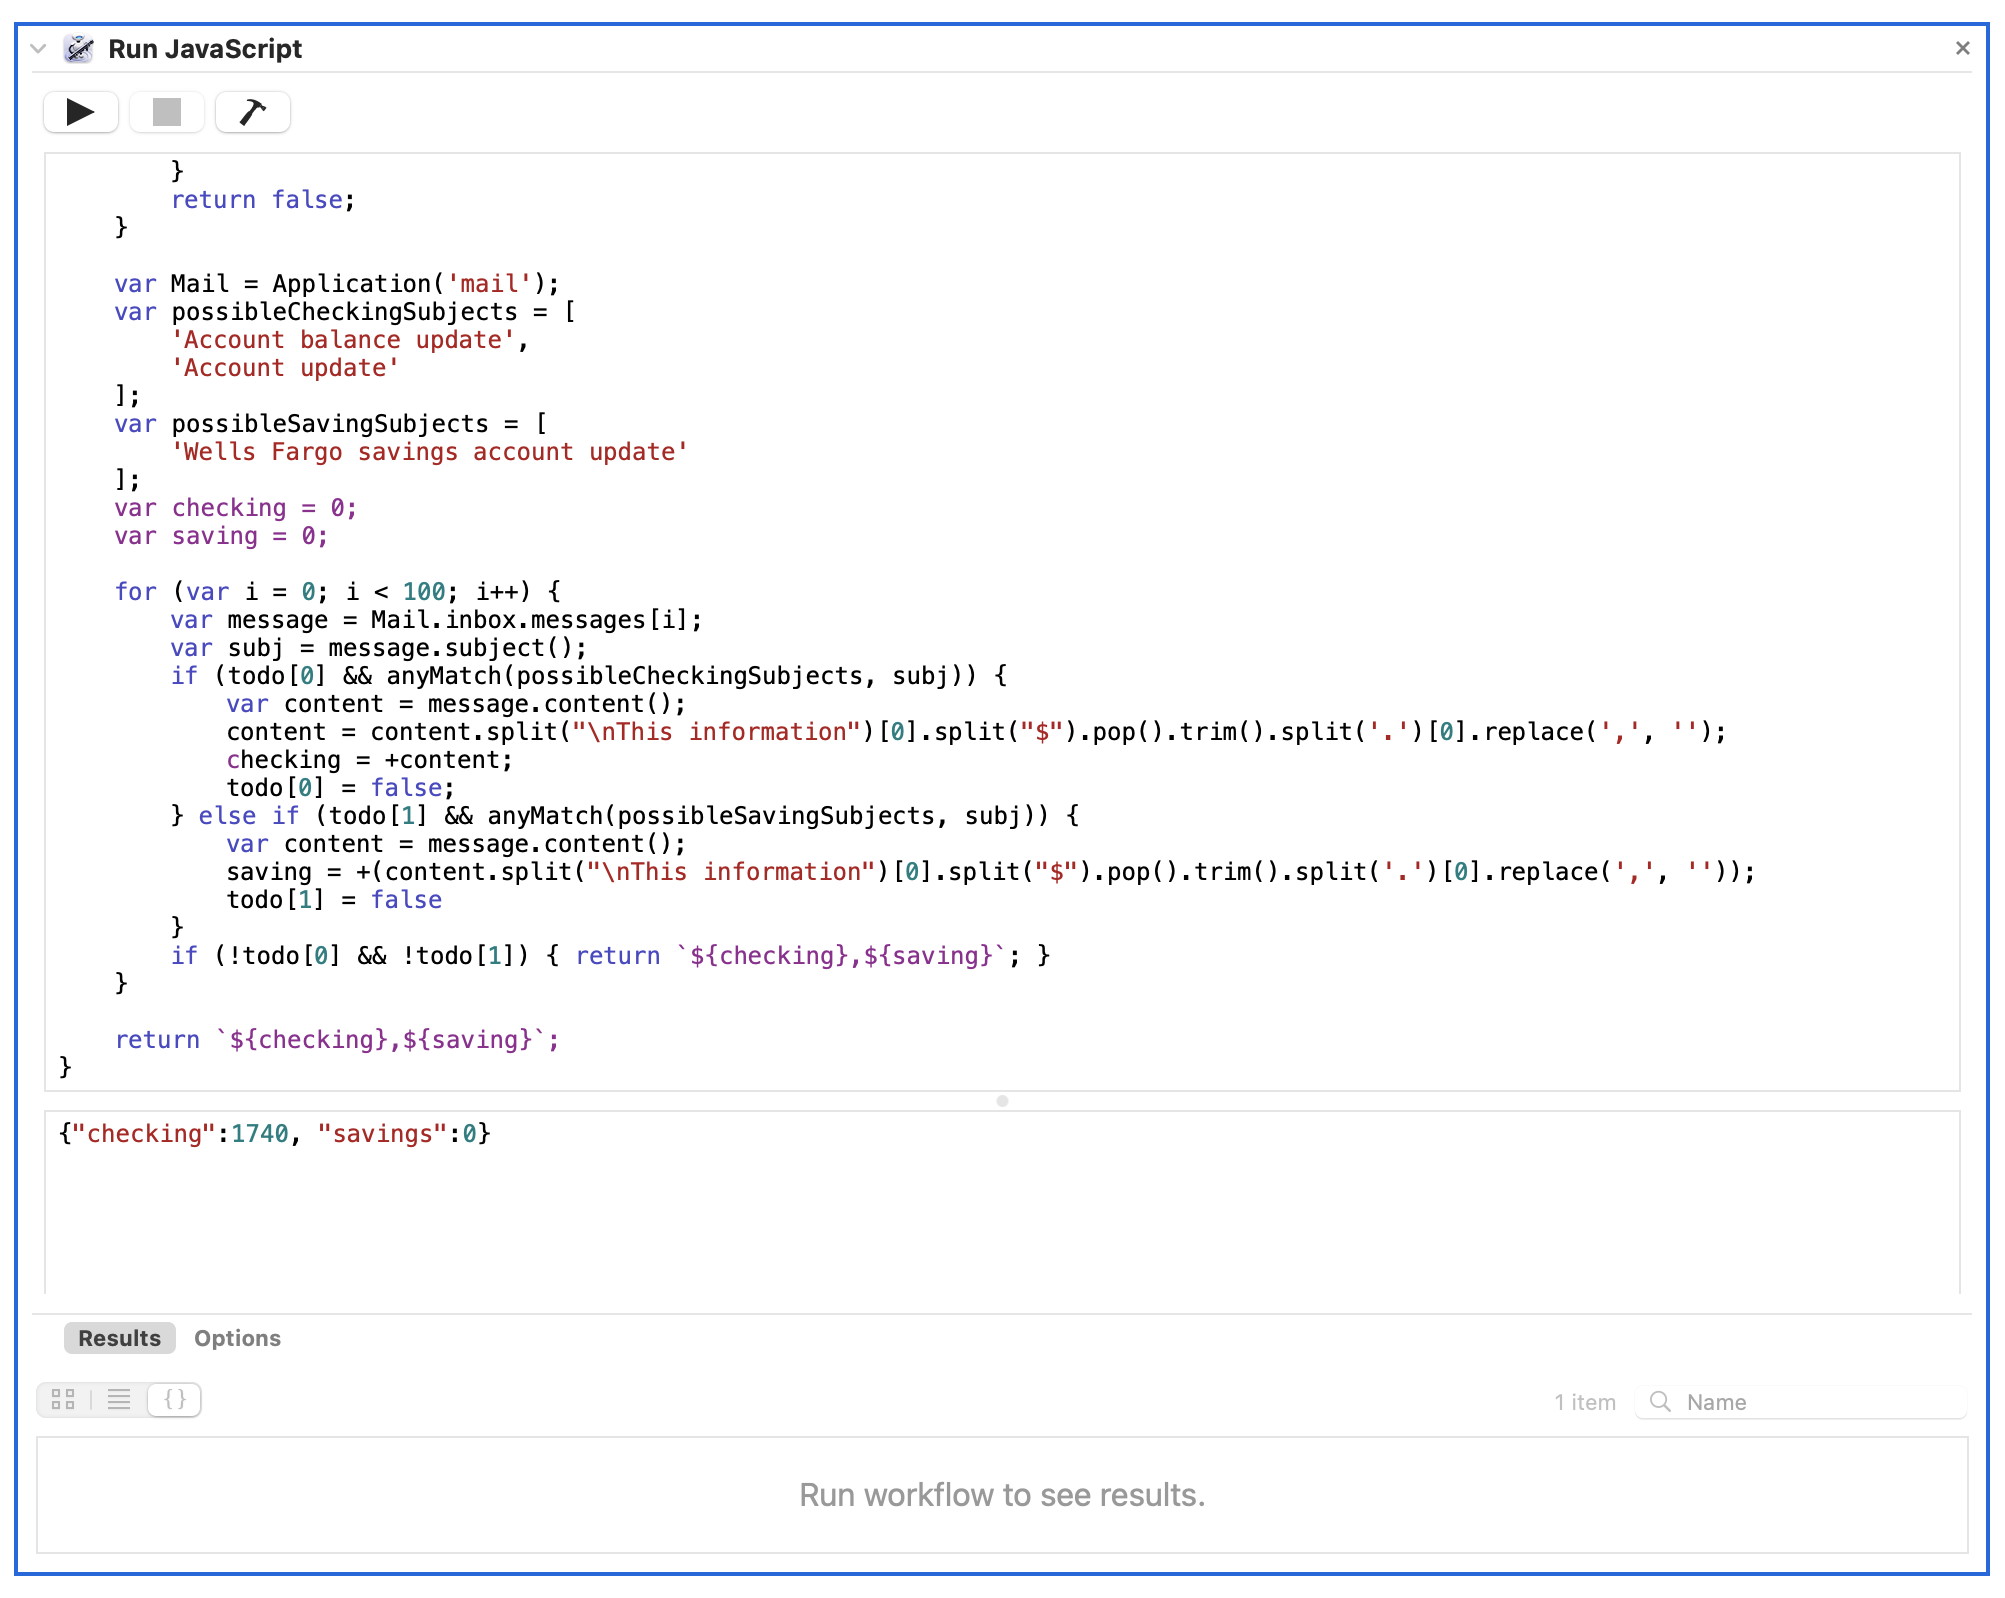 Run JavaScript
}
return false;
}
var Mail = Application('mail');
var possibleCheckingSubjects = [
'Account balance update',
'Account update'
];
var possibleSavingSubjects = [
'Wells Fargo savings account update'
];
var checking = 0;
var saving = 0;
for (var i = 0; i < 100; i++) {
var message = Mail.inbox.messages[i];
var subj = message.subject();
if (todo[0] && anyMatch(possibleCheckingSubjects, subj)) {
var content = message.content();
content = content.split("\nThis information")[0].split("$").pop().trim().split('.')[0].replace(',', '');
checking = +content;
todo[0] = false;
} else if (todo[1] && anyMatch(possibleSavingSubjects, subj)) {
var content = message.content();
saving = +(content.split("\nThis information")[0].split("$").pop().trim().split('.')[0].replace(',', ''));
todo[1] = false
}
if (!todo[0] && !todo[1]) { return `${checking},${saving}`; }
}
return `${checking},${saving}`;
}
{"checking":1740, "savings":0}
Results Options
{} 1 item Name
Run workflow to see results.